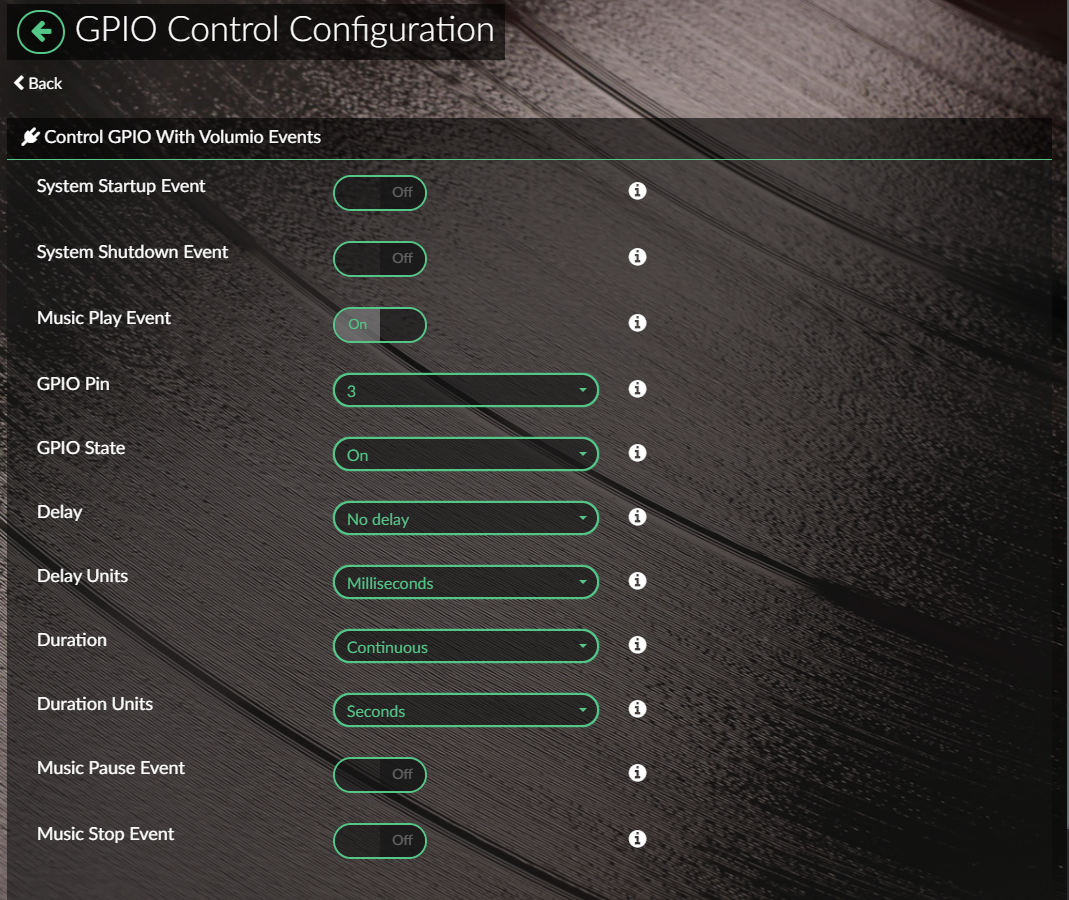 GPIO Control Configuration
Back
Control GPIO With Volumio Events
System Startup Event Off
System Shutdown Event Off
Music Play Event On
GPIO Pin 3
GPIO State On
Delay No delay
Delay Units Milliseconds
Duration Continuous
Duration Units Seconds
Music Pause Event Off
Music Stop Event Off